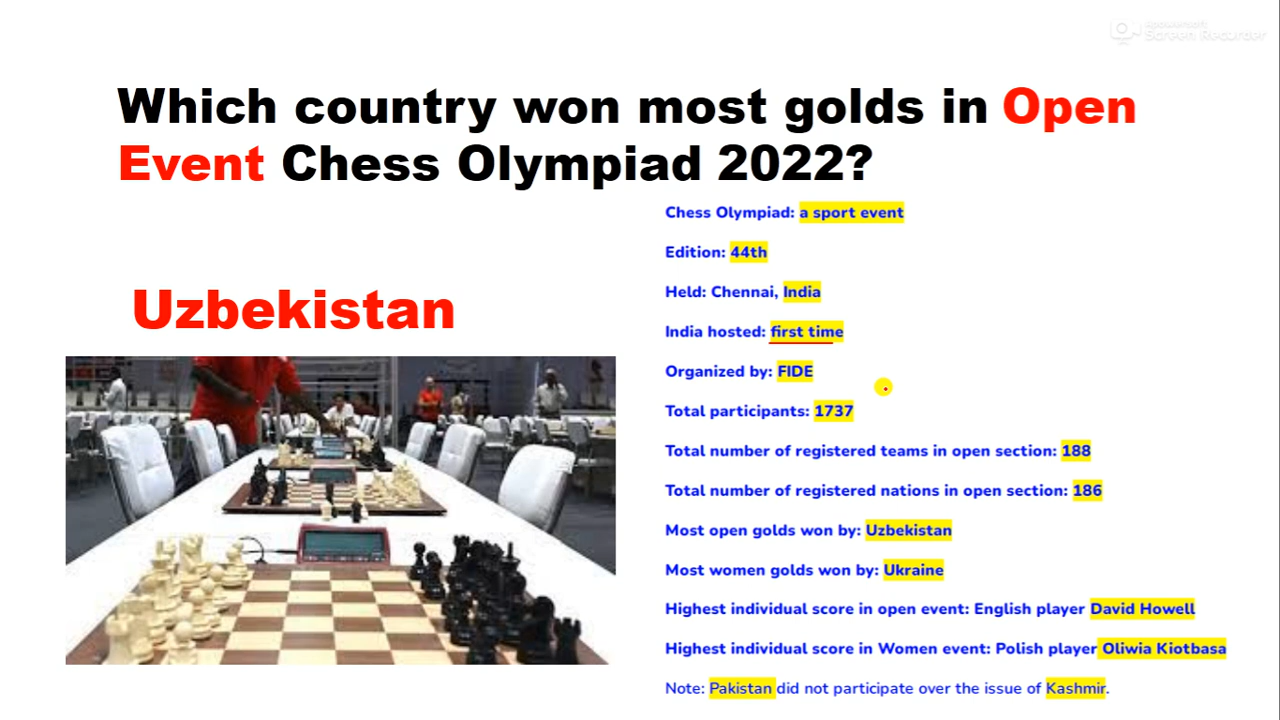 Apowersoft
Screen Recorder
Which country won most golds in Open
Event Chess Olympiad 2022?
Uzbekistan
Chess Olympiad: a sport event
Edition: 44th
Held: Chennai, India
India hosted: first time
Organized by: FIDE
Total participants: 1737
Total number of registered teams in open section: 188
Total number of registered nations in open section: 186
Most open golds won by: Uzbekistan
Most women golds won by: Ukraine
Highest individual score in open event: English player David Howell
Highest individual score in Women event: Polish player Oliwia Kiotbasa
Note: Pakistan did not participate over the issue of Kashmir.